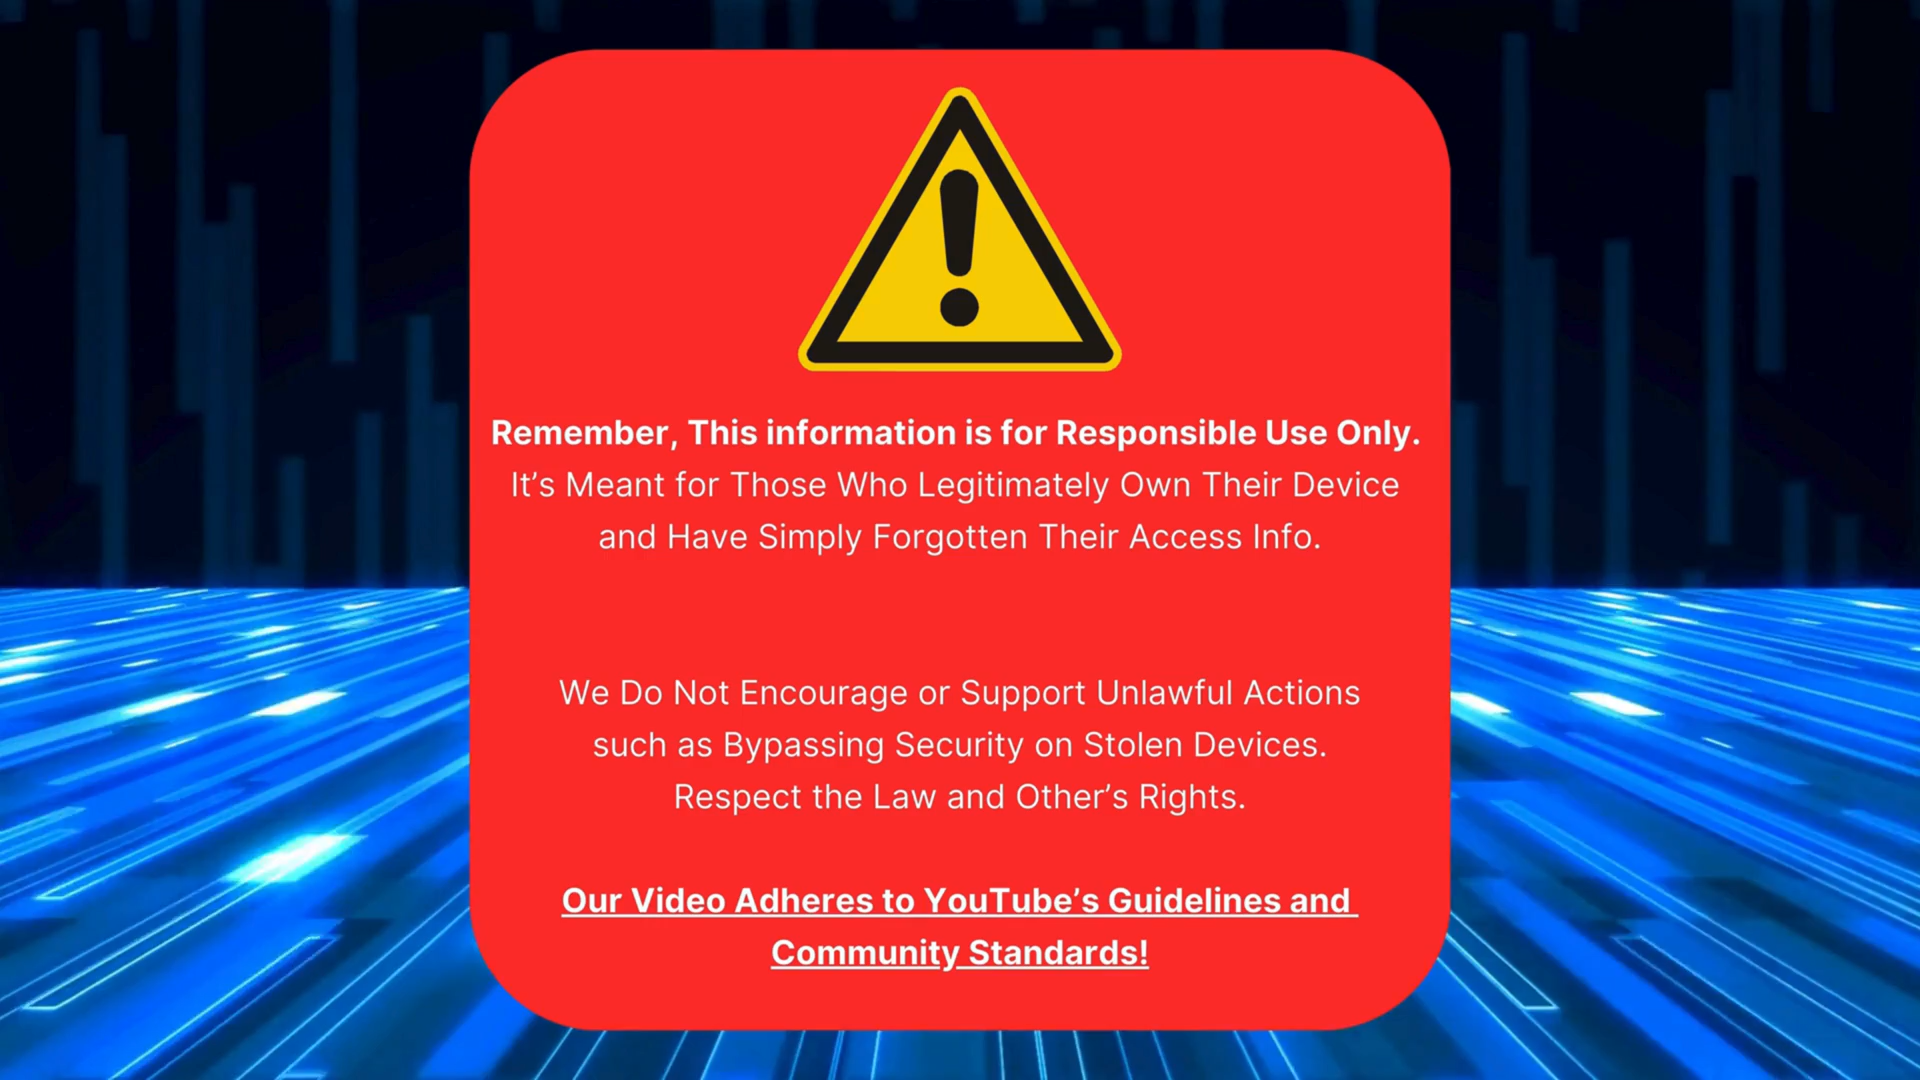 Remember, This information is for Responsible Use Only.
It’s Meant for Those Who Legitimately Own Their Device
and Have Simply Forgotten Their Access Info.
We Do Not Encourage or Support Unlawful Actions
such as Bypassing Security on Stolen Devices.
Respect the Law and Other’s Rights.
Our Video Adheres to YouTube’s Guidelines and
Community Standards!